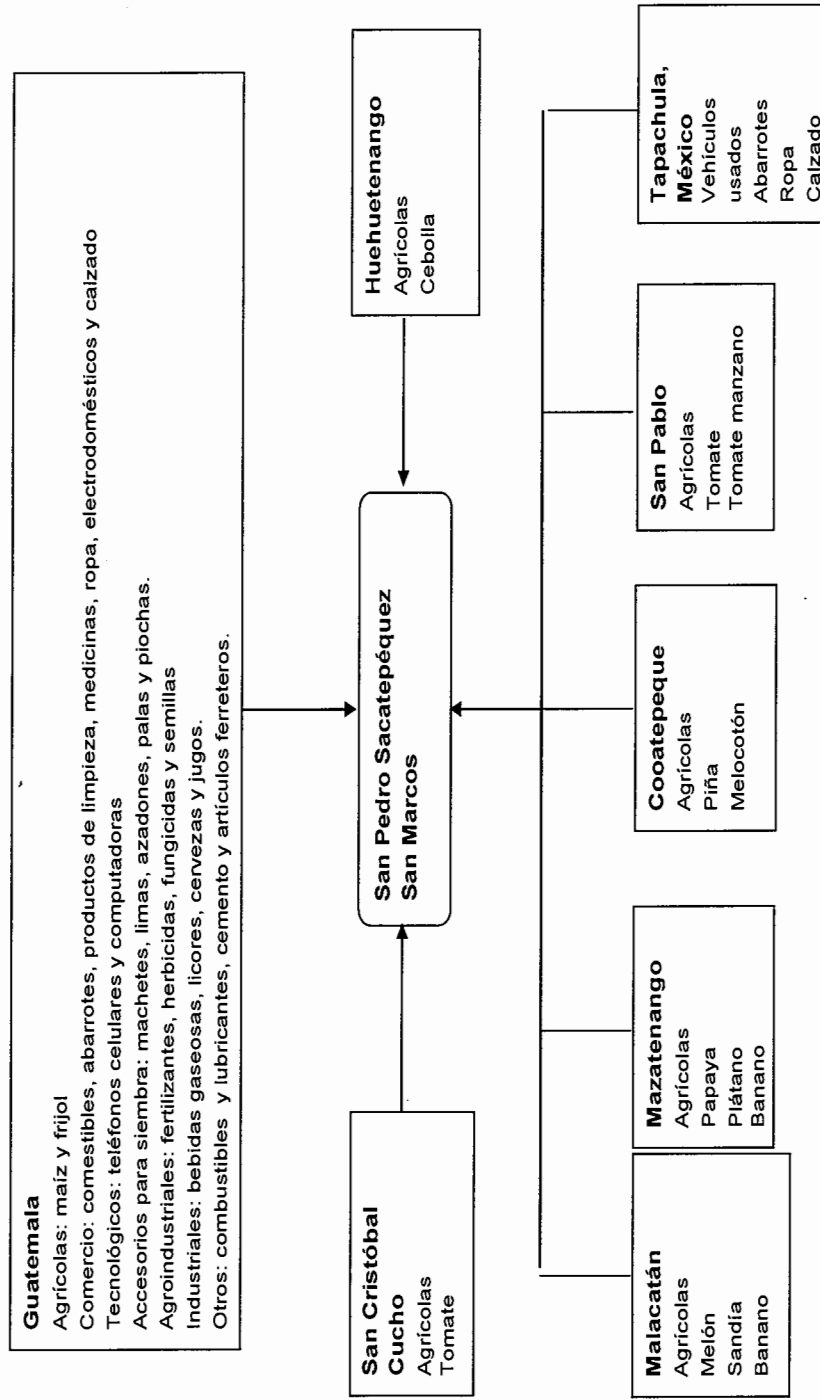 Guatemala
Agrícolas: maíz y frijol
Comercio: comestibles, abarrotes, productos de limpieza, medicinas, ropa, electrodomésticos y calzado
Tecnológicos: teléfonos celulares y computadoras
Accesorios para siembra: machetes, limas, azadones, palas y piochas.
Agroindustriales: fertilizantes, herbicidas, fungicidas y semillas
Industriales: bebidas gaseosas, licores, cervezas y jugos.
Otros: combustibles y lubricantes, cemento y artículos ferreteros.
San Cristóbal
Cucho
Agrícolas
Tomate
San Pedro Sacatepéquez
San Marcos
Huehuetenango
Agrícolas
Cebolla
Malacatán
Agrícolas
Melón
Sandía
Banano
Mazatenango
Agrícolas
Papaya
Plátano
Banano
Cooatepeque
Agrícolas
Piña
Melocotón
San Pablo
Agrícolas
Tomate
Tomate manzano
Tapachula,
México
Vehículos
usados
Abarrotes
Ropa
Calzado